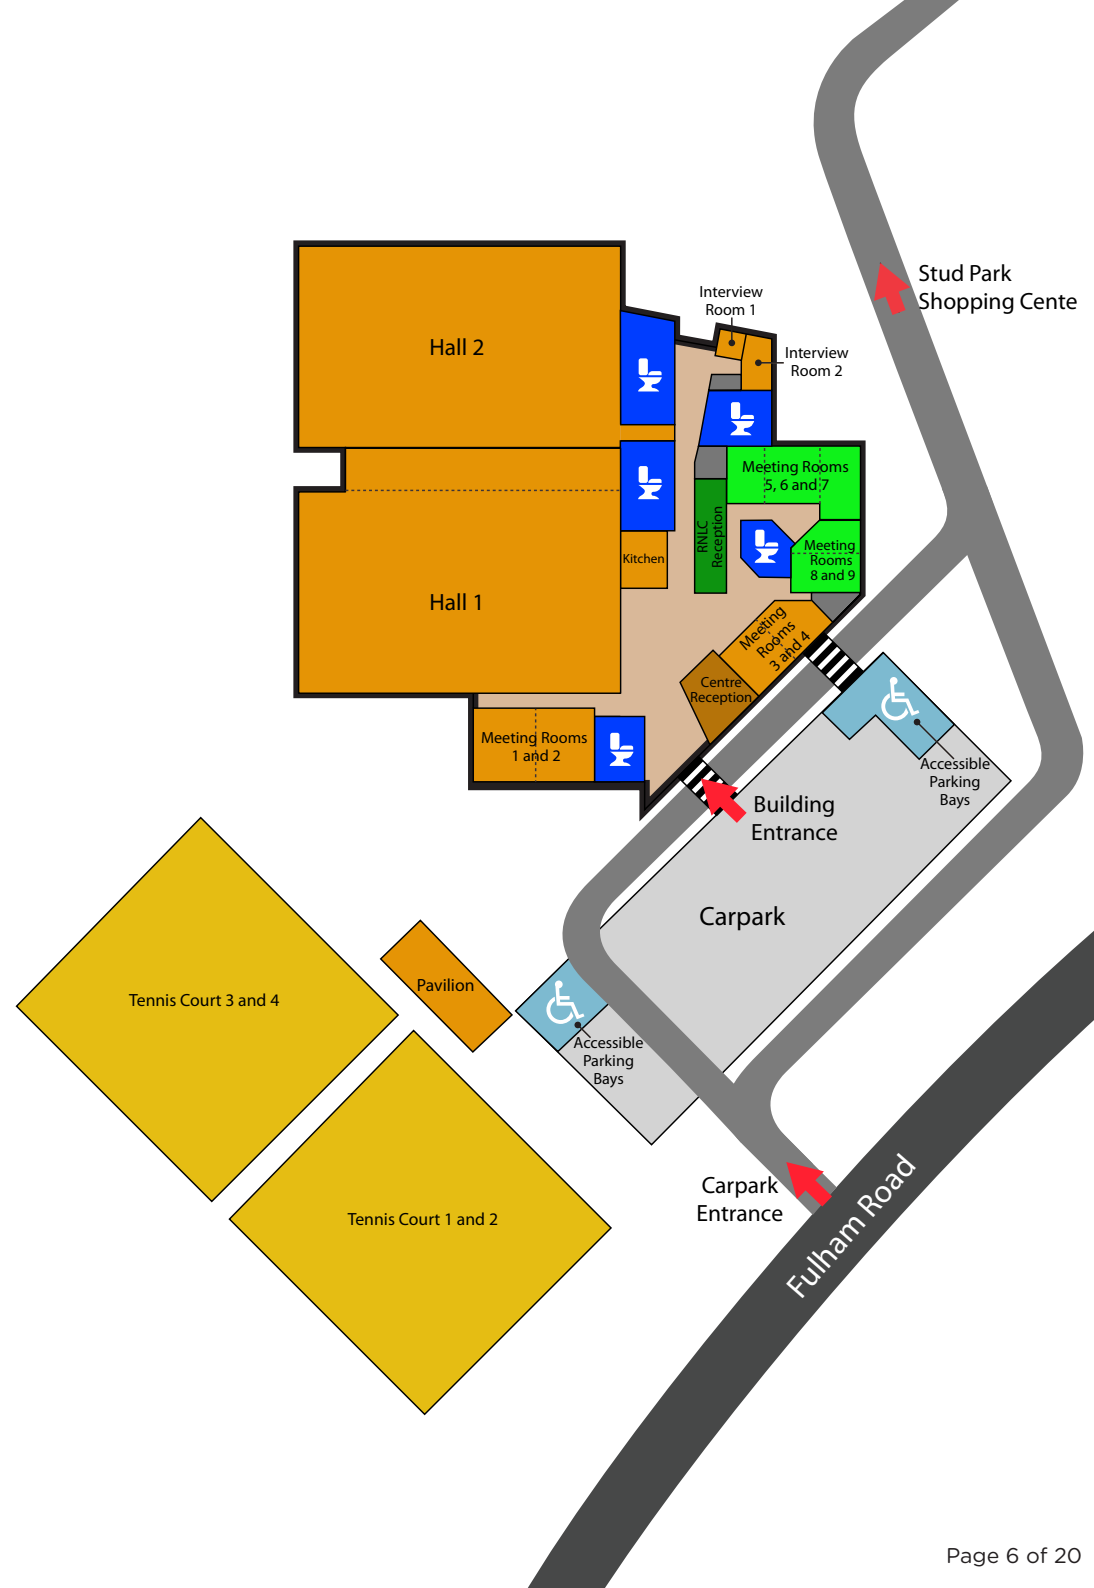 Stud Park
Shopping Cente
Interview
Room 1
Hall 2
Interview
Room 2
Meeting Rooms
5, 6 and 7
RNLC
Reception
Kitchen
Meeting
Rooms
8 and 9
Hall 1
Meeting
Rooms
3 and 4
Centre
Reception
Meeting Rooms
1 and 2
Accessible
Parking
Bays
Building
Entrance
Carpark
Pavilion
Tennis Court 3 and 4
Accessible
Parking
Bays
Carpark
Entrance
Fulham Road
Tennis Court 1 and 2
Page 6 of 20